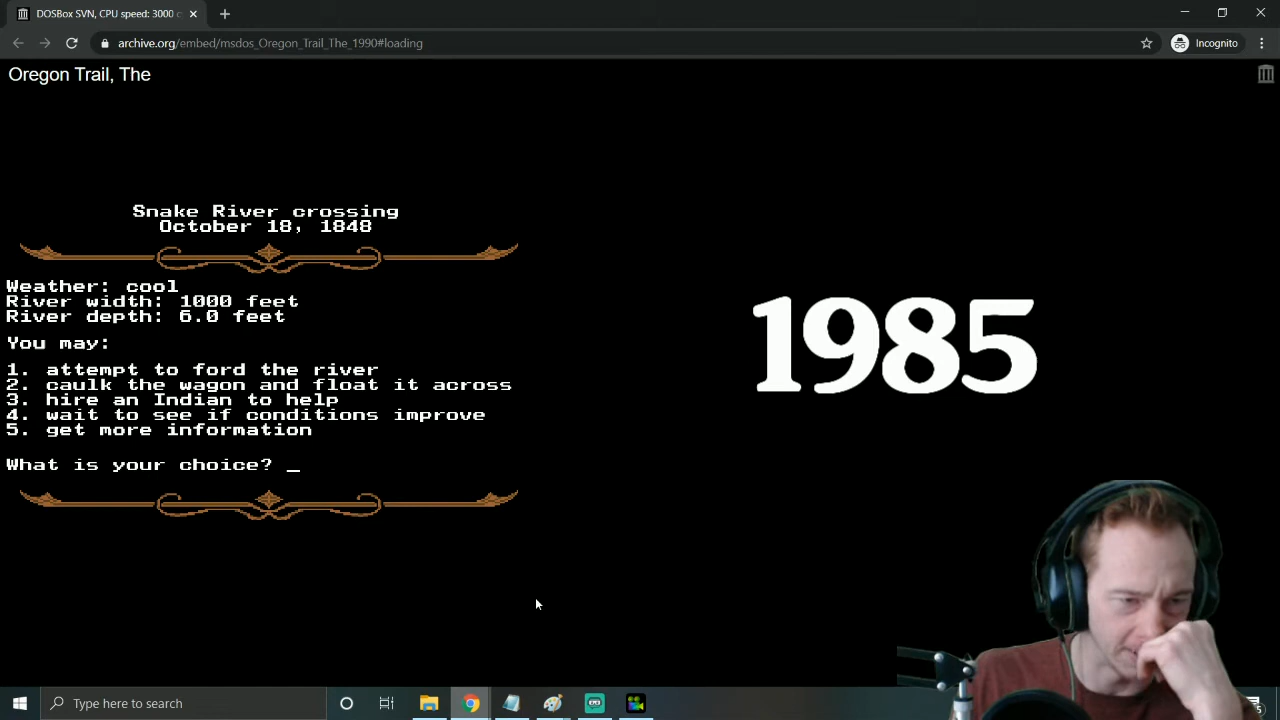 DOSBox SVN, CPU speed: 3000 c
archive.org/embed/msdos_Oregon_Trail_The_1990#loading
Incognito
Oregon Trail, The
Snake River crossing
October 18, 1848
Weather: cool
River width: 1000 feet
River depth: 6.0 feet
You may:
1. attempt to ford the river
2. caulk the wagon and float it across
3. hire an Indian to help
4. wait to see if conditions improve
5. get more information
What is your choice? _
1985
Type here to search